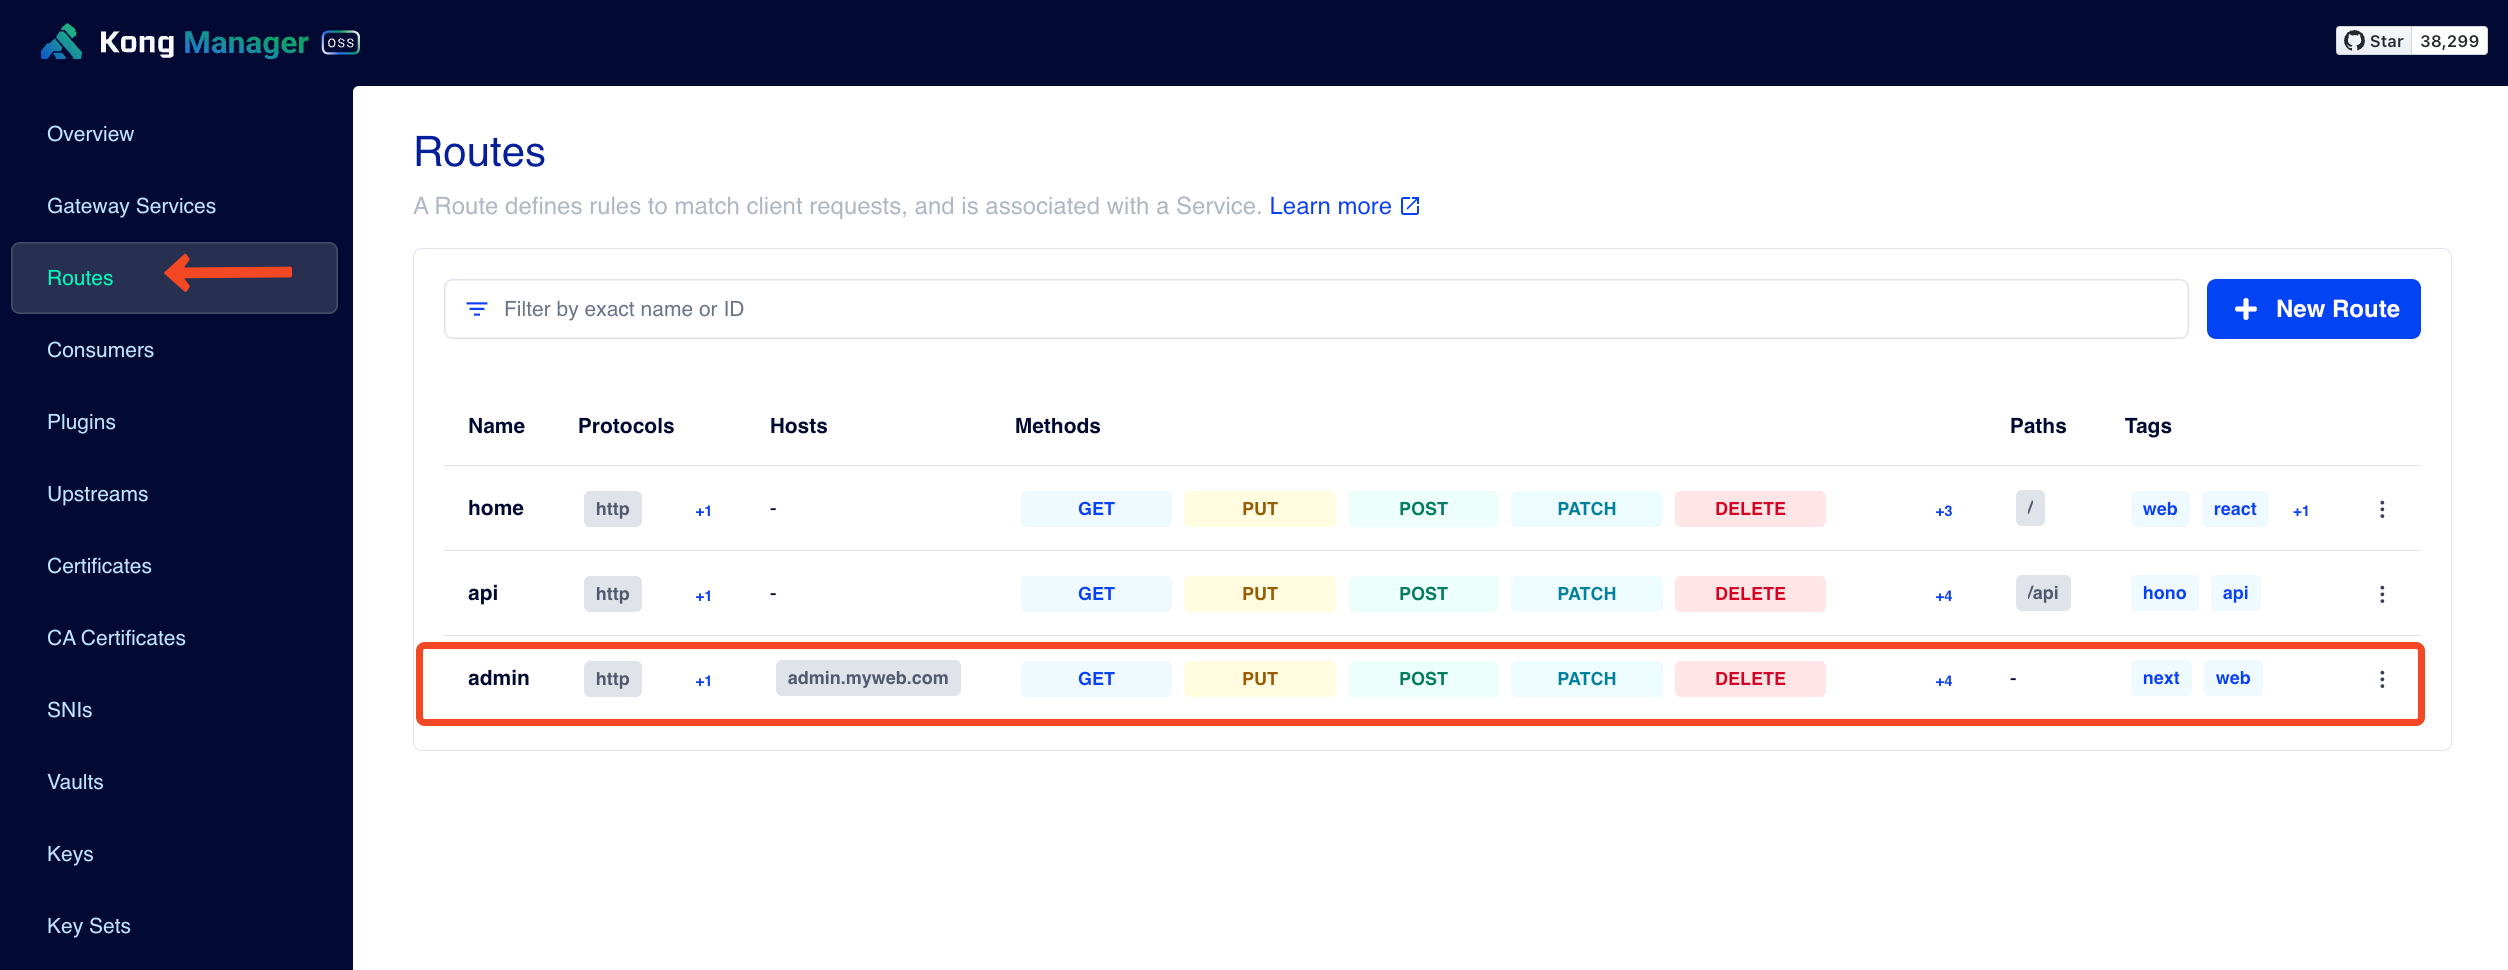 Kong Manager OSS
Star 38,299
Overview
Gateway Services
Routes
Consumers
Plugins
Upstreams
Certificates
CA Certificates
SNIs
Vaults
Keys
Key Sets
Routes
A Route defines rules to match client requests, and is associated with a Service. Learn more
Filter by exact name or ID
New Route
Name Protocols Hosts Methods Paths Tags
home http +1 - GET PUT POST PATCH DELETE +3 / web react +1
api http +1 - GET PUT POST PATCH DELETE +4 /api hono api
admin http +1 admin.myweb.com GET PUT POST PATCH DELETE +4 - next web